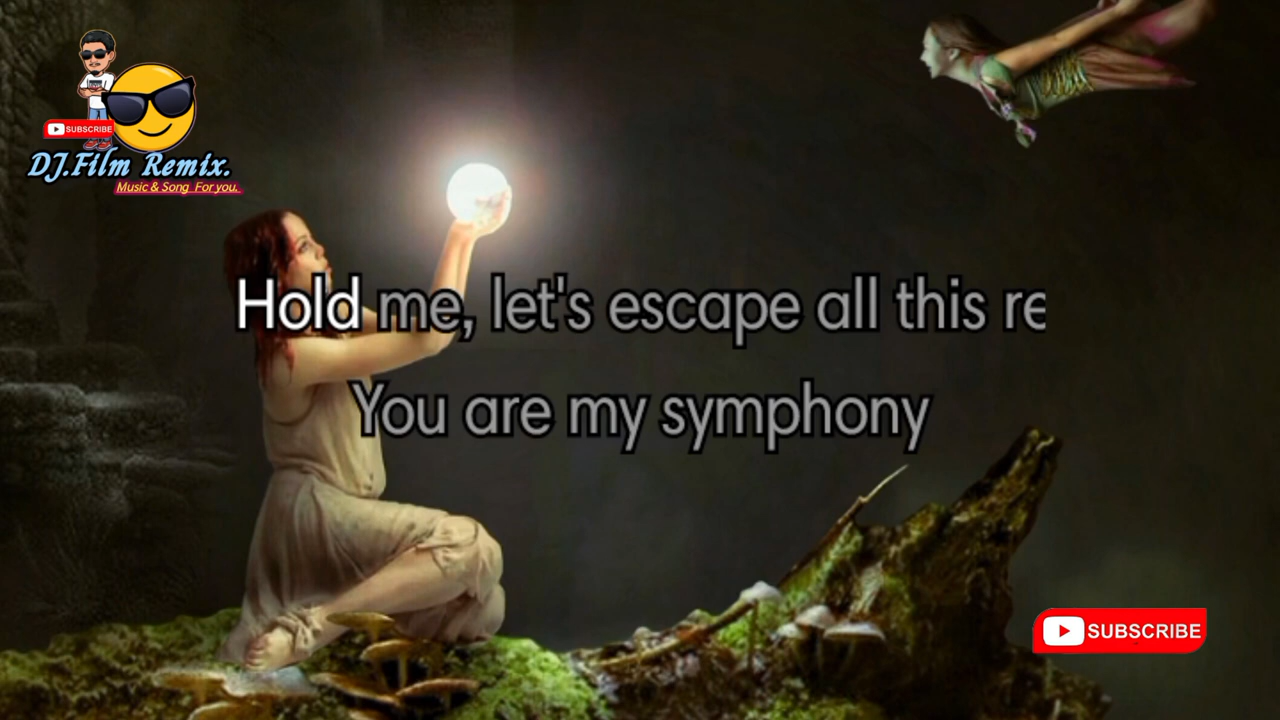 SUBSCRIBE
DJ.Film Remix.
Music & Song For you.
Hold me, let's escape all this re
You are my symphony
SUBSCRIBE